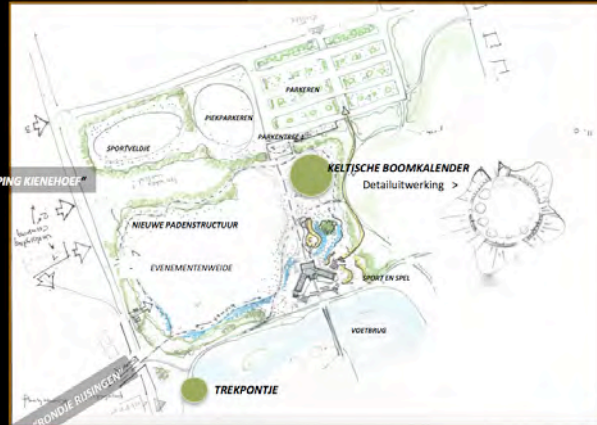 PIEKPARKEREN
PARKEREN
SPORTVELDJE
PARKENTREE
KELTISCHE BOOMKALENDER
Detailuitwerking >
PING KIENEHOEF"
NIEUWE PADENSTRUCTUUR
EVENEMENTENWEIDE
SPORT EN SPEL
VOETBRUG
TREKPONTJE
RONDJE RIJSINGEN"